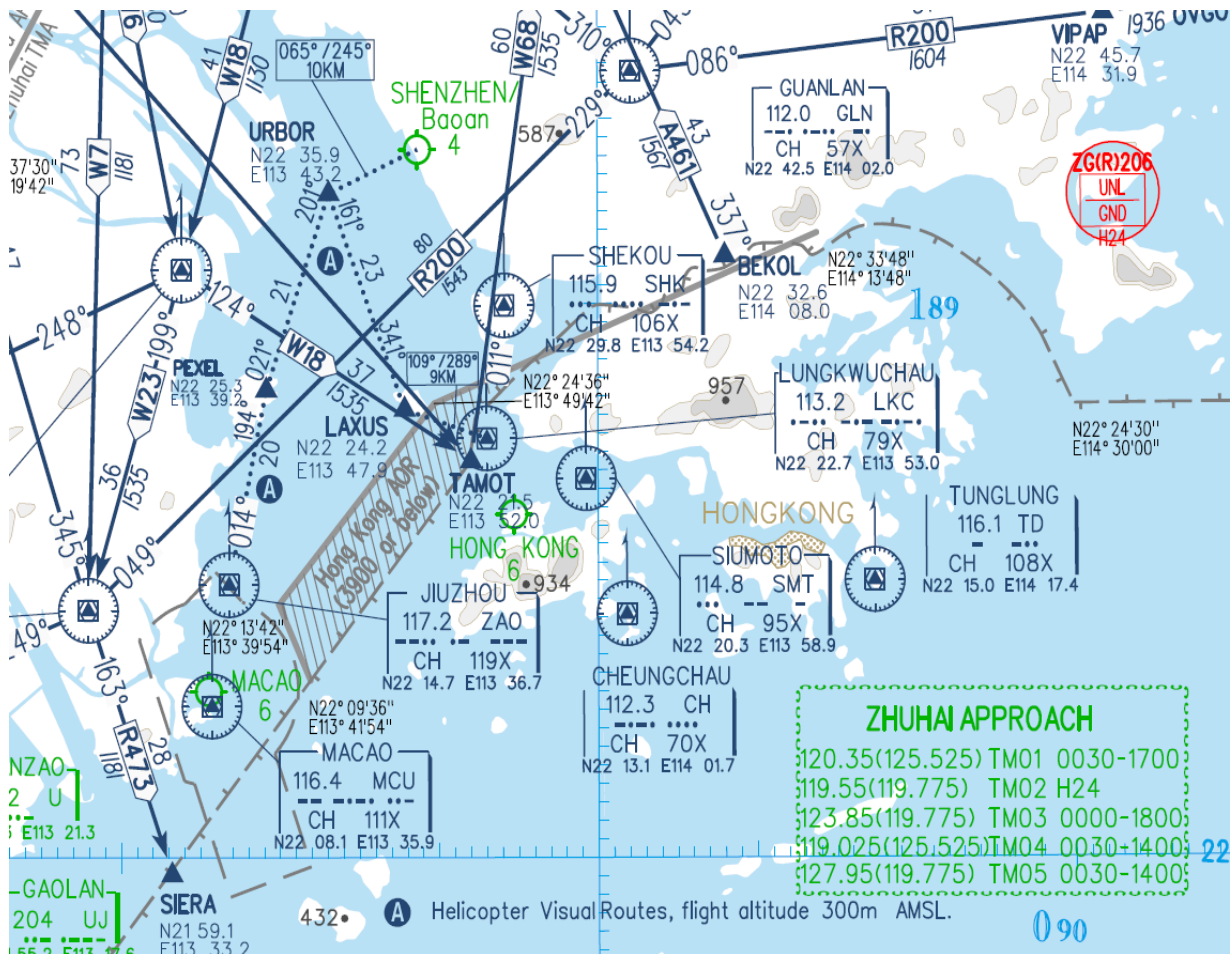 310°
60
W68
1535
41
W18
1130
065°/245°
10KM
SHENZHEN/
Baoan
4
086°
R200
1604
1936
VIPAP
N22 45.7
E114 31.9
GUANLAN
112.0 GLN
CH 57X
N22 42.5 E114 02.0
43
A461
1567
337°
587
229°
URBOR
N22 35.9
E113 43.2
37'30"
19'42"
73
W7
1181
ZG(R)206
UNL
GND
H24
201°
161°
A
80
R200
1543
21
23
SHEKOU
115.9 SHK
CH 106X
N22 29.8 E113 54.2
BEKOL
N22 32.6
E114 08.0
N22° 33'48"
E114° 13'48"
189
248°
124°
W23
199°
W18
37
1535
341°
109°/289°
9KM
011°
N22° 24'36"
E113° 49'42"
PEXEL
N22 25.3
E113 39.2
021°
194°
LAXUS
N22 24.2
E113 47.9
957
LUNGKWUCHAU
113.2 LKC
CH 79X
N22 22.7 E113 53.0
N22° 24'30"
E114° 30'00"
36
1535
20
A
014°
TAMOT
N22 21.5
E113 52.0
HONG KONG
6
934
Hong Kong AOR
(3900 or below)
HONGKONG
TUNGLUNG
116.1 TD
CH 108X
N22 15.0 E114 17.4
SIUMOTO
114.8 SMT
CH 95X
N22 20.3 E113 58.9
345°
049°
JIUZHOU
117.2 ZAO
CH 119X
N22 14.7 E113 36.7
N22° 13'42"
E113° 39'54"
163°
MACAO
6
N22° 09'36"
E113° 41'54"
CHEUNGCHAU
112.3 CH
CH 70X
N22 13.1 E114 01.7
28
R473
1181
MACAO
116.4 MCU
CH 111X
N22 08.1 E113 35.9
ZHUHAI APPROACH
120.35(125.525) TM01 0030-1700
119.55(119.775) TM02 H24
123.85(119.775) TM03 0000-1800
119.025(125.525) TM04 0030-1400
127.95(119.775) TM05 0030-1400
22
U
E113 21.3
GAOLAN
204 UJ
SIERA
N21 59.1
E113 33.2
432
A Helicopter Visual Routes, flight altitude 300m AMSL.
090